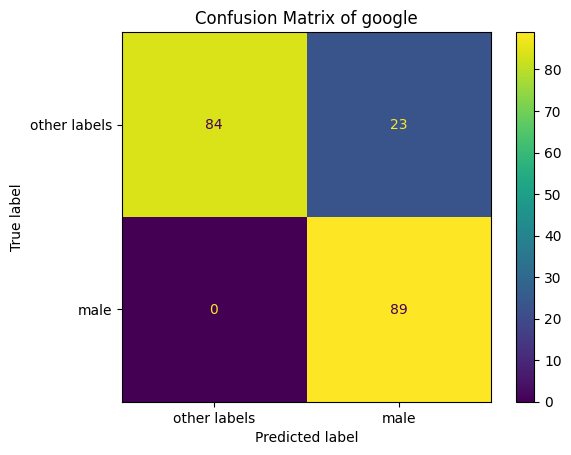 Confusion Matrix of google
True label
other labels
male
84
23
0
89
other labels
male
Predicted label
80
70
60
50
40
30
20
10
0